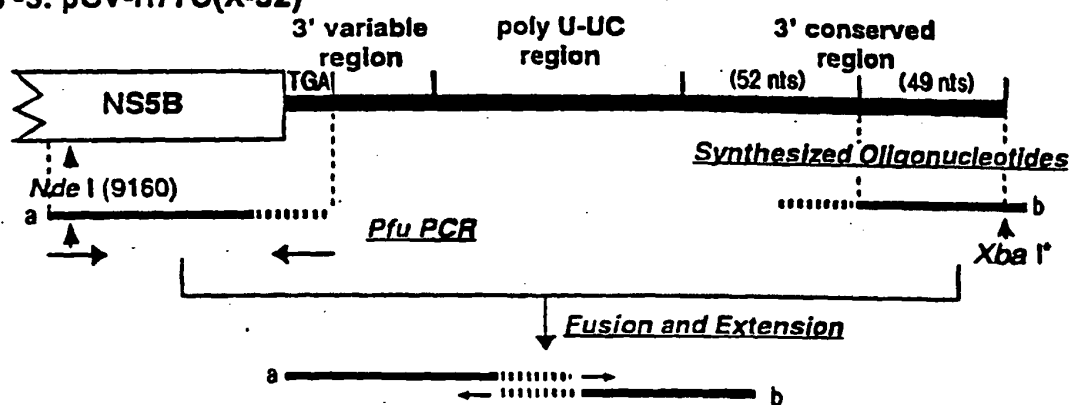 3' variable region
poly U-UC region
3' conserved region
TGA
(52 nts)
(49 nts)
NS5B
Synthesized Oligonucleotides
Nde I (9160)
a
b
Pfu PCR
Xba I*
Fusion and Extension
a
b